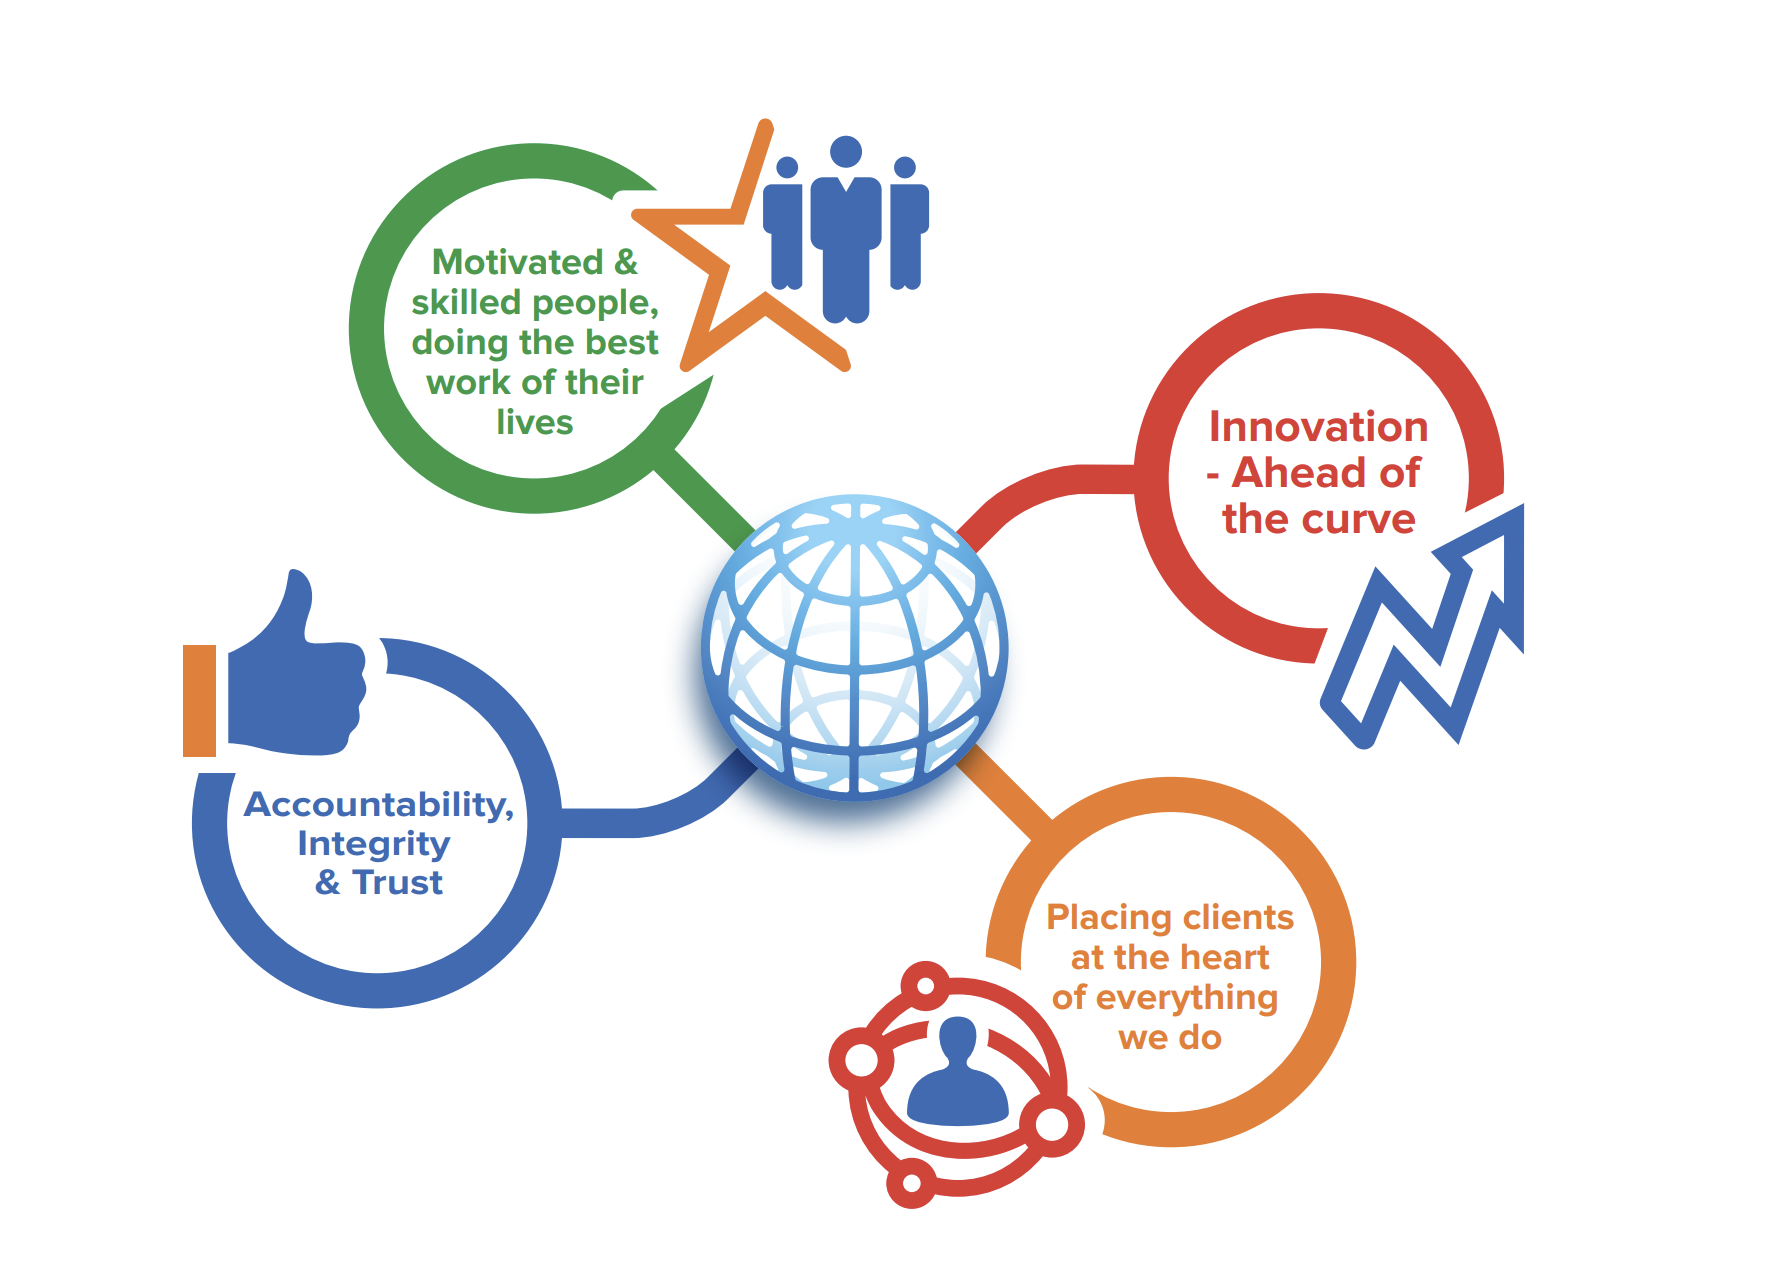 Motivated &
skilled people,
doing the best
work of their
lives
Innovation
- Ahead of
the curve
Accountability,
Integrity
& Trust
Placing clients
at the heart
of everything
we do